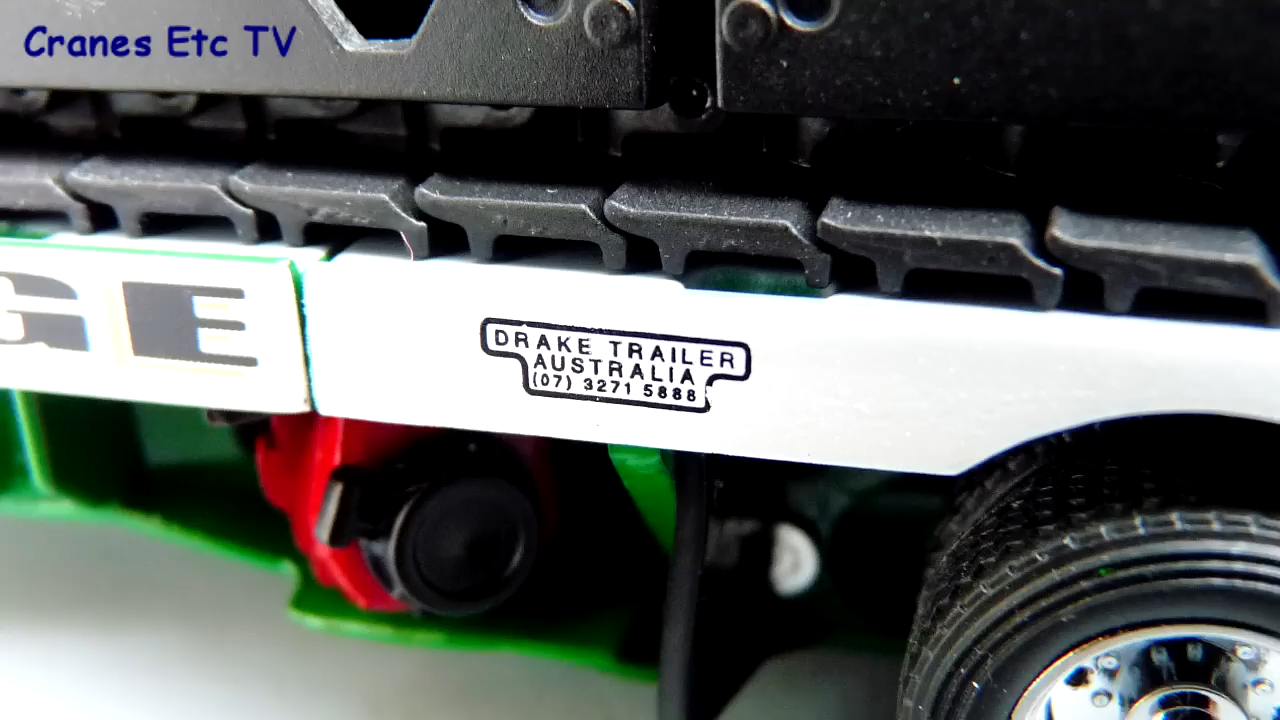 Cranes Etc TV
GE
DRAKE TRAILER
AUSTRALIA
(07) 3271 5888